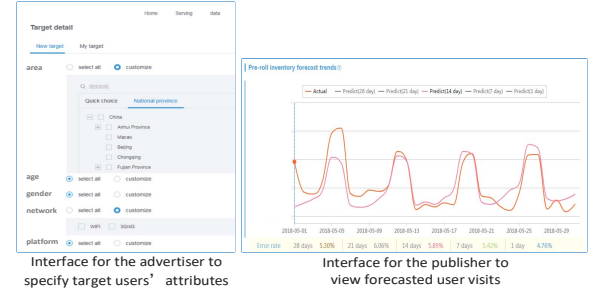 Home Serving data
Target detail
New target My target
area select all customize
Quick choice National province
China
Anhui Province
Macao
Beijing
Chongqing
Fujian Province
age select all customize
gender select all customize
network select all customize
WIFI 3G/4G
platform select all customize
Interface for the advertiser to
specify target users' attributes
Pre-roll inventory forecast trends
Actual Predict(28 day) Predict(21 day) Predict(14 day) Predict(7 day) Predict(1 day)
2018-05-01 2018-05-05 2018-05-09 2018-05-13 2018-05-17 2018-05-21 2018-05-25 2018-05-29
Error rate 28 days 5.30% 21 days 6.06% 14 days 5.89% 7 days 5.42% 1 day 4.76%
Interface for the publisher to
view forecasted user visits